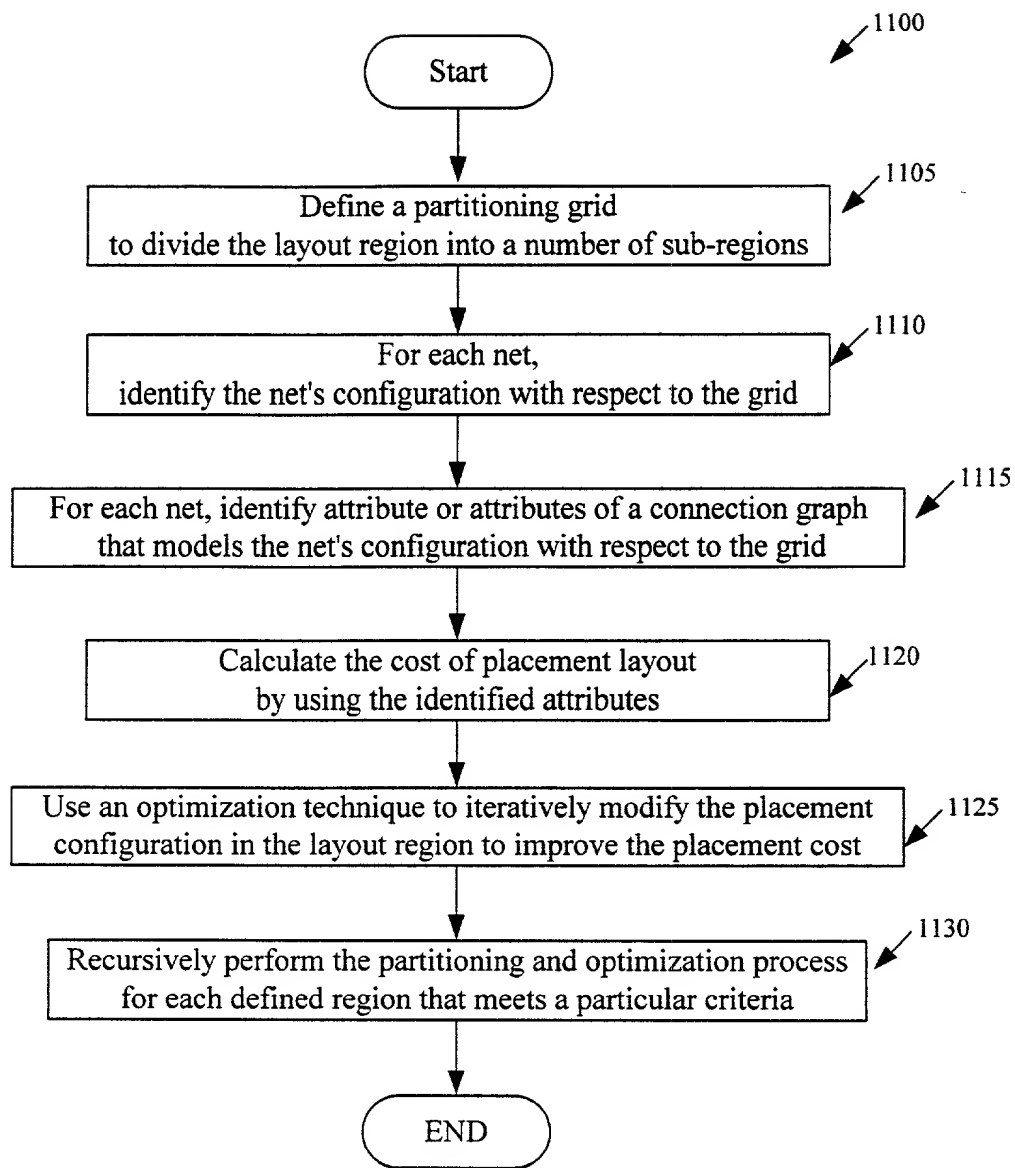 1100
Start
1105
Define a partitioning grid
to divide the layout region into a number of sub-regions
1110
For each net,
identify the net's configuration with respect to the grid
1115
For each net, identify attribute or attributes of a connection graph
that models the net's configuration with respect to the grid
1120
Calculate the cost of placement layout
by using the identified attributes
1125
Use an optimization technique to iteratively modify the placement
configuration in the layout region to improve the placement cost
1130
Recursively perform the partitioning and optimization process
for each defined region that meets a particular criteria
END